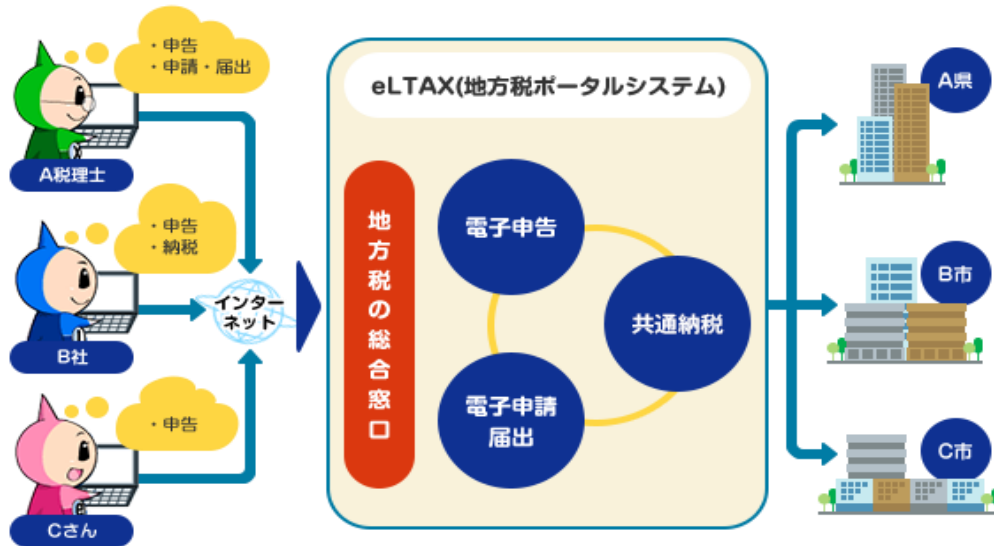 ・申告
・申請・届出
A税理士
・申告
・納税
B社
・申告
Cさん
インター
ネット
eLTAX(地方税ポータルシステム)
地方税の総合窓口
電子申告
共通納税
電子申請
届出
A県
B市
C市